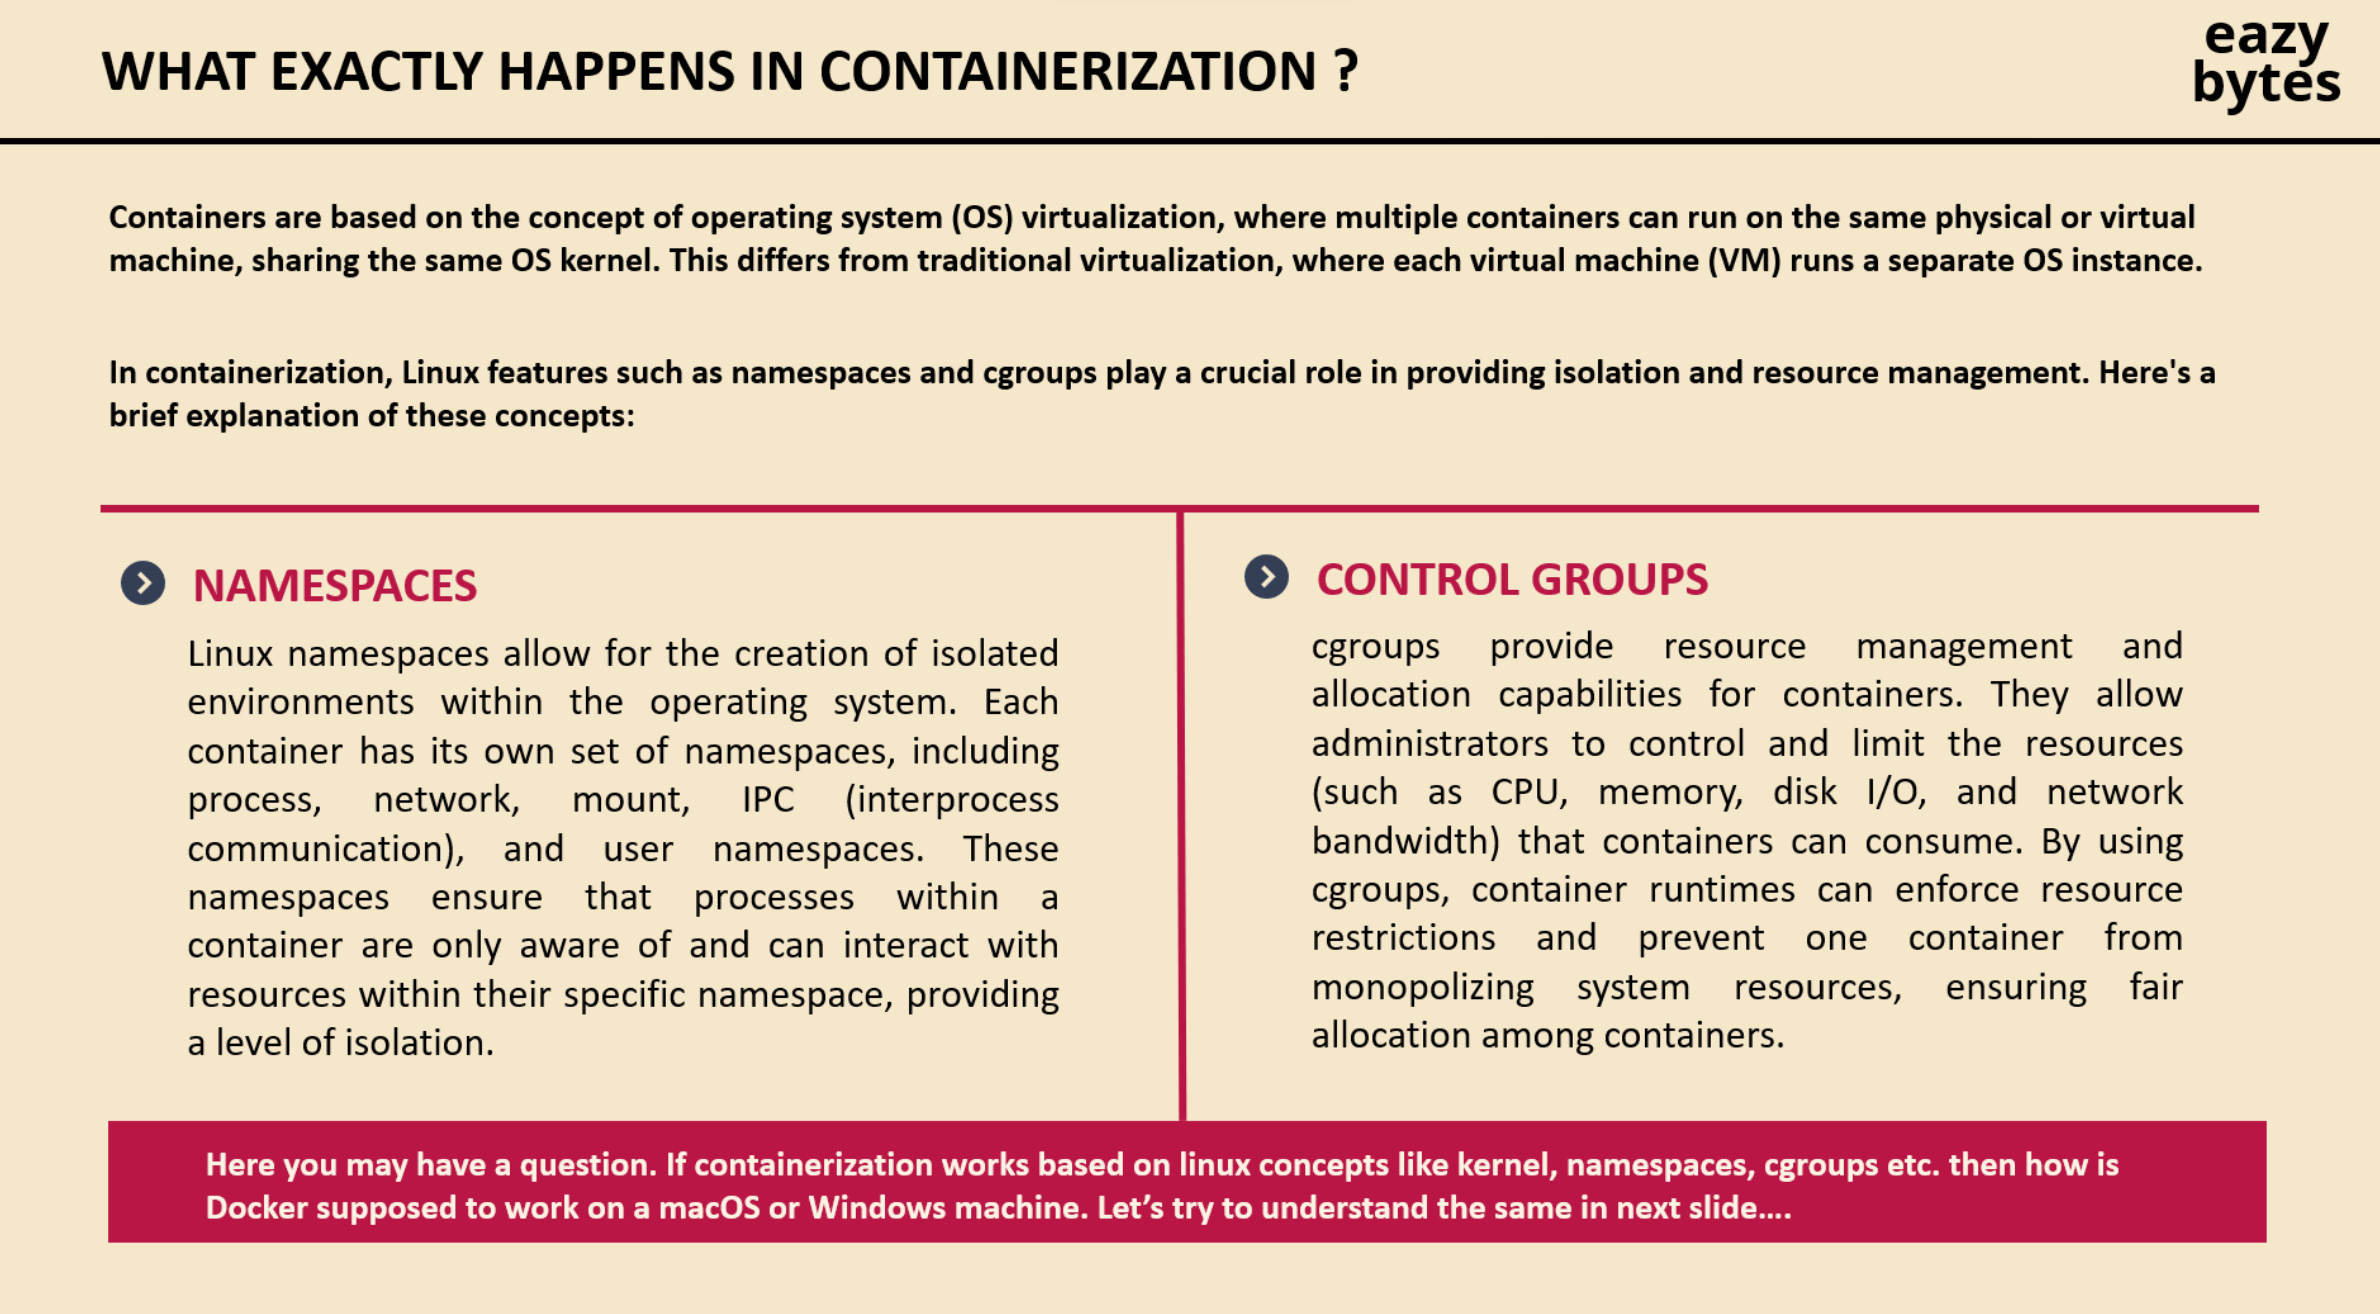 WHAT EXACTLY HAPPENS IN CONTAINERIZATION ?
eazy
bytes
Containers are based on the concept of operating system (OS) virtualization, where multiple containers can run on the same physical or virtual
machine, sharing the same OS kernel. This differs from traditional virtualization, where each virtual machine (VM) runs a separate OS instance.
In containerization, Linux features such as namespaces and cgroups play a crucial role in providing isolation and resource management. Here's a
brief explanation of these concepts:
NAMESPACES
Linux namespaces allow for the creation of isolated
environments within the operating system. Each
container has its own set of namespaces, including
process, network, mount, IPC (interprocess
communication), and user namespaces. These
namespaces ensure that processes within a
container are only aware of and can interact with
resources within their specific namespace, providing
a level of isolation.
CONTROL GROUPS
cgroups provide resource management and
allocation capabilities for containers. They allow
administrators to control and limit the resources
(such as CPU, memory, disk I/O, and network
bandwidth) that containers can consume. By using
cgroups, container runtimes can enforce resource
restrictions and prevent one container from
monopolizing system resources, ensuring fair
allocation among containers.
Here you may have a question. If containerization works based on linux concepts like kernel, namespaces, cgroups etc. then how is
Docker supposed to work on a macOS or Windows machine. Let’s try to understand the same in next slide….